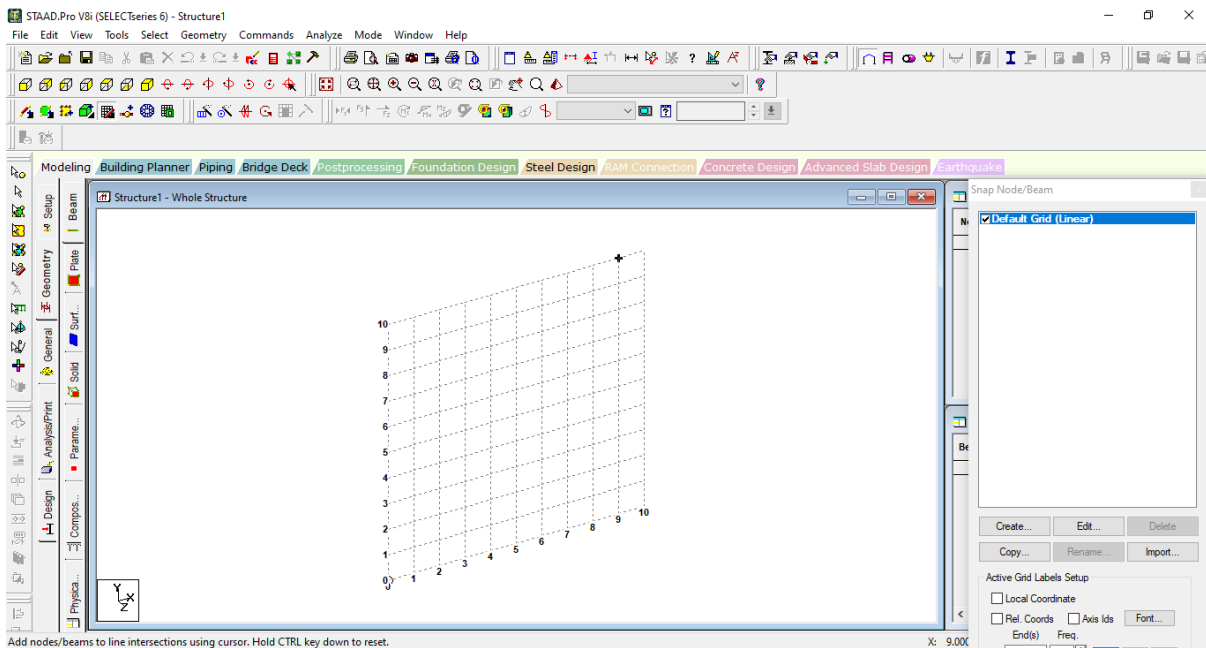 STAAD.Pro V8i (SELECTseries 6) - Structure1
File Edit View Tools Select Geometry Commands Analyze Mode Window Help
Modeling Building Planner Piping Bridge Deck Postprocessing Foundation Design Steel Design RAM Connection Concrete Design Advanced Slab Design Earthquake
Setup
Geometry
General
Analysis/Print
Design
Beam
Plate
Surf...
Solid
Parame...
Compos...
Physica...
Structure1 - Whole Structure
10
9
8
7
6
5
4
3
2
1
0
1 2 3 4 5 6 7 8 9 10
Y
X
Z
Snap Node/Beam
Default Grid (Linear)
Create... Edit... Delete
Copy... Rename... Import...
Active Grid Labels Setup
Local Coordinate
Rel. Coords Axis Ids Font...
End(s) Freq.
Add nodes/beams to line intersections using cursor. Hold CTRL key down to reset.
X: 9.000